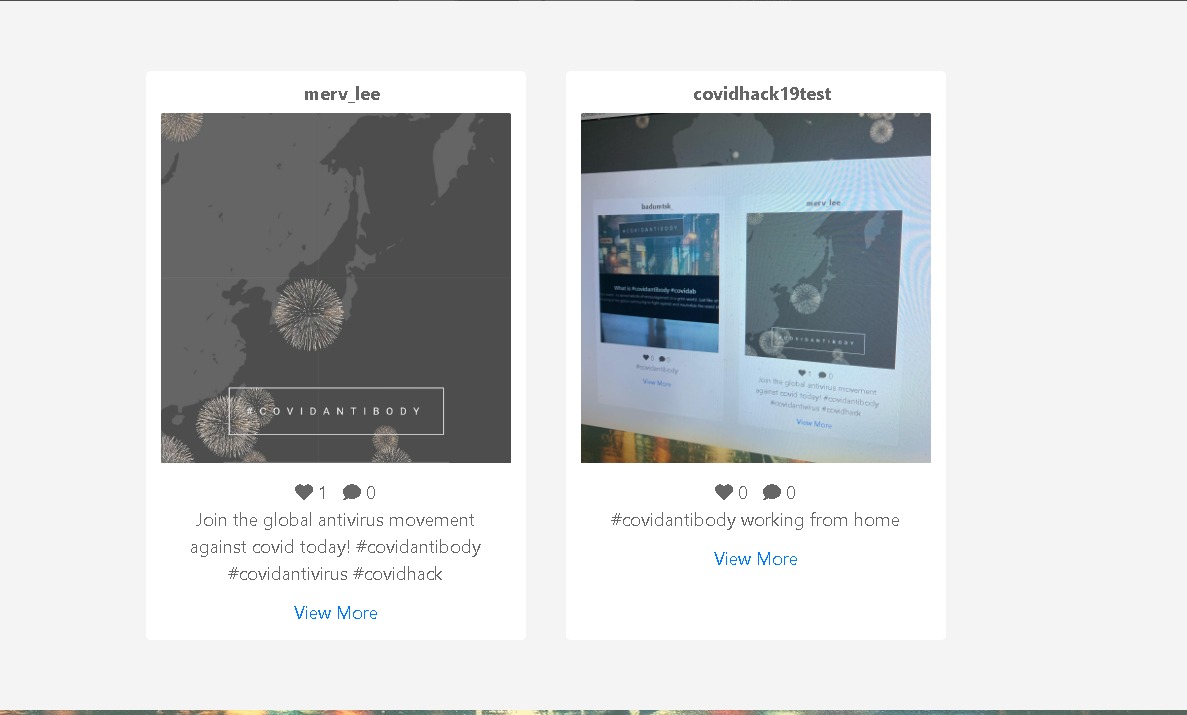 merv_lee
#COVIDANTIBODY
1 0
Join the global antivirus movement
against covid today! #covidantibody
#covidantivirus #covidhack
View More
covidhack19test
badumtsk
#COVIDANTIBODY
What is #covidantibody #covidab
0 0
#covidantibody
View More
merv_lee
#COVIDANTIBODY
1 0
Join the global antivirus movement
against covid today! #covidantibody
#covidantivirus #covidhack
View More
0 0
#covidantibody working from home
View More